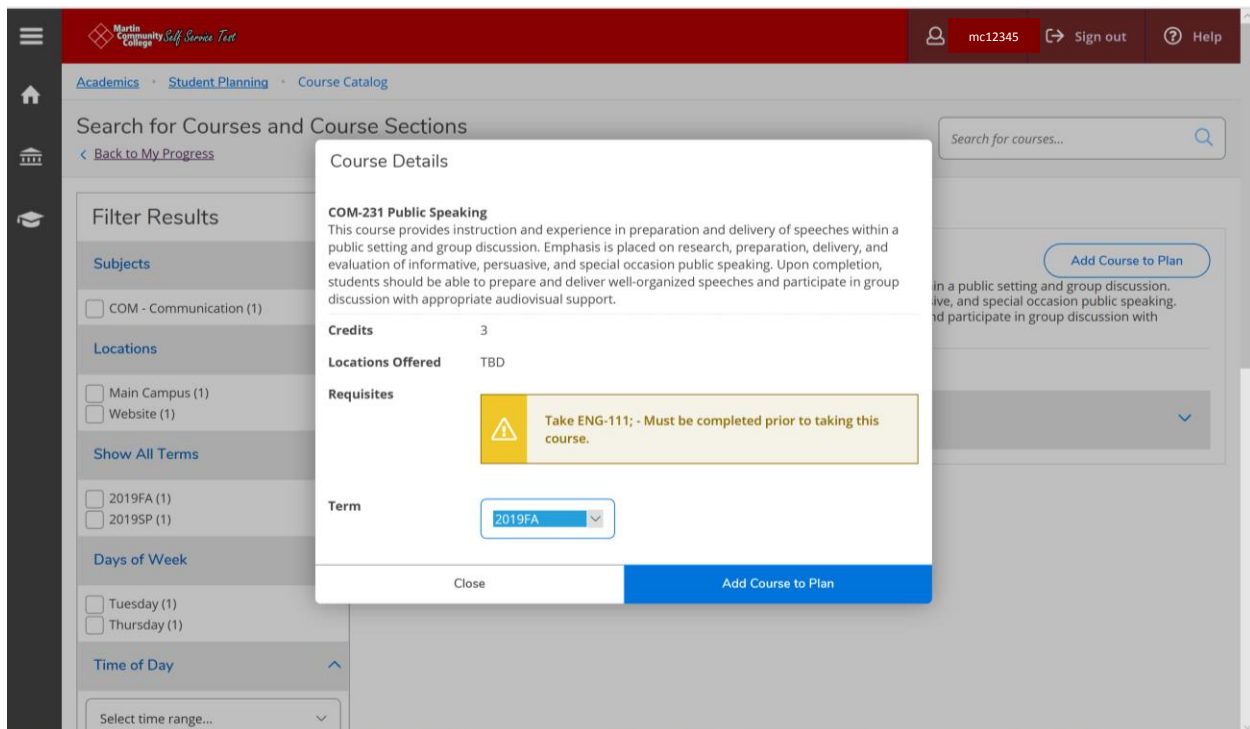 Martin
Community
College
Self Service Test
mc12345
Sign out
Help
Academics
Student Planning
Course Catalog
Search for Courses and Course Sections
Back to My Progress
Search for courses...
Filter Results
Subjects
COM - Communication (1)
Locations
Main Campus (1)
Website (1)
Show All Terms
2019FA (1)
2019SP (1)
Days of Week
Tuesday (1)
Thursday (1)
Time of Day
Select time range...
Add Course to Plan
in a public setting and group discussion.
ive, and special occasion public speaking.
nd participate in group discussion with
Course Details
COM-231 Public Speaking
This course provides instruction and experience in preparation and delivery of speeches within a
public setting and group discussion. Emphasis is placed on research, preparation, delivery, and
evaluation of informative, persuasive, and special occasion public speaking. Upon completion,
students should be able to prepare and deliver well-organized speeches and participate in group
discussion with appropriate audiovisual support.
Credits 3
Locations Offered TBD
Requisites
Take ENG-111; - Must be completed prior to taking this
course.
Term 2019FA
Close
Add Course to Plan